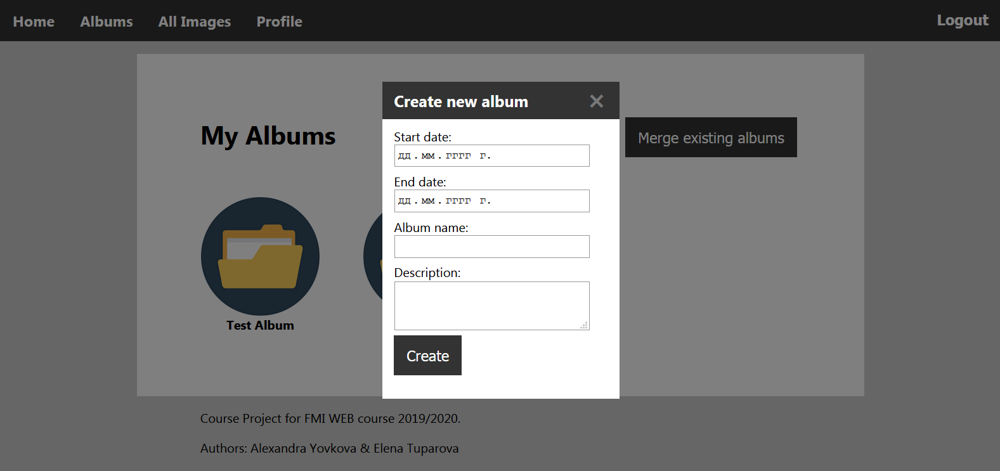 Home Albums All Images Profile Logout
Create new album
Start date:
дд.мм.гггг г.
End date:
дд.мм.гггг г.
Album name:
Description:
Create
My Albums
Merge existing albums
Test Album
Course Project for FMI WEB course 2019/2020.
Authors: Alexandra Yovkova & Elena Tuparova